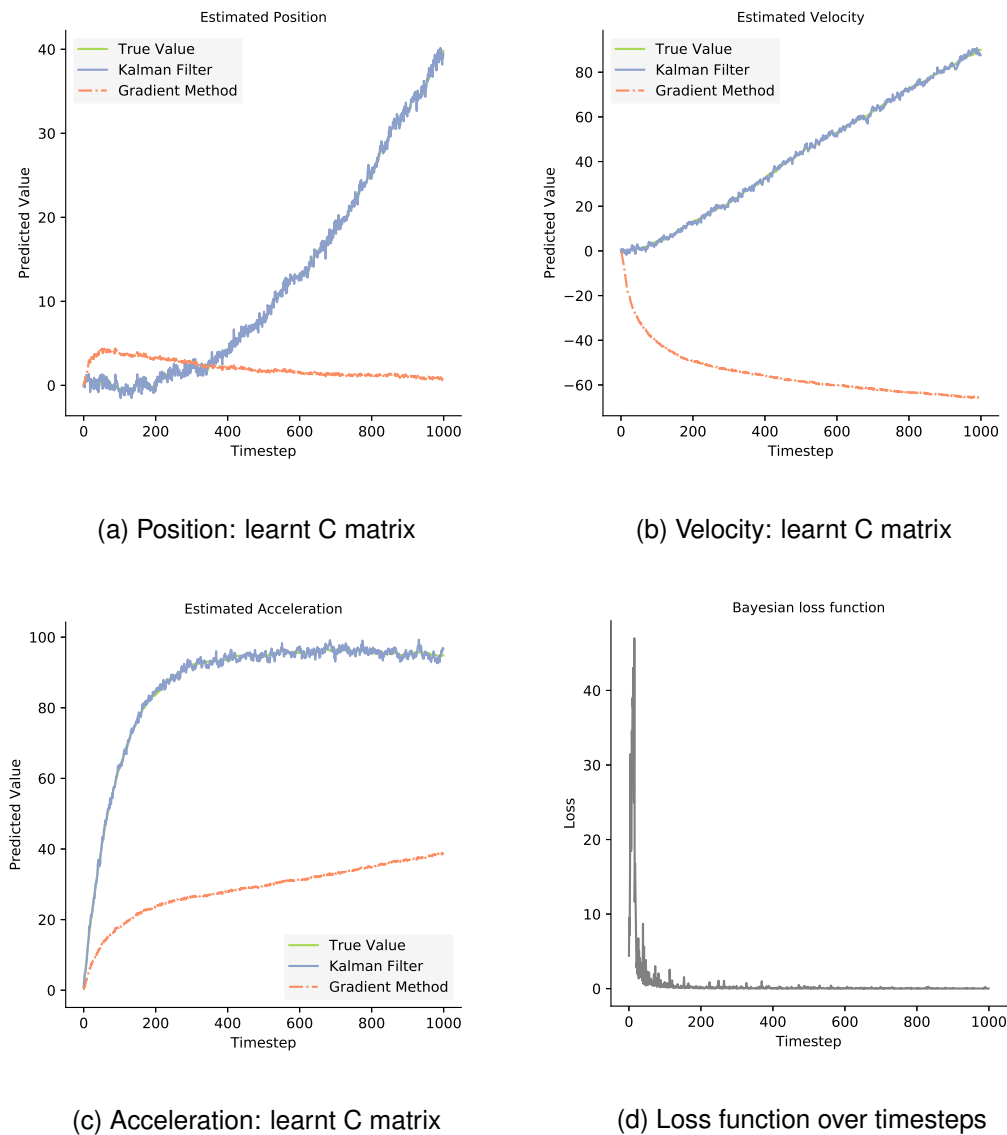 Estimated Position
40
30
20
10
0
Predicted Value
True Value
Kalman Filter
Gradient Method
0 200 400 600 800 1000
Timestep
(a) Position: learnt C matrix
Estimated Velocity
80
60
40
20
0
−20
−40
−60
Predicted Value
True Value
Kalman Filter
Gradient Method
0 200 400 600 800 1000
Timestep
(b) Velocity: learnt C matrix
Estimated Acceleration
100
80
60
40
20
0
Predicted Value
True Value
Kalman Filter
Gradient Method
0 200 400 600 800 1000
Timestep
(c) Acceleration: learnt C matrix
Bayesian loss function
40
30
20
10
0
Loss
0 200 400 600 800 1000
Timestep
(d) Loss function over timesteps